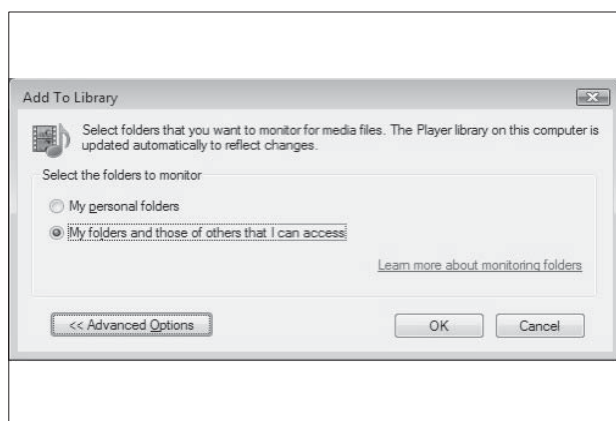 Add To Library
Select folders that you want to monitor for media files. The Player library on this computer is
updated automatically to reflect changes.
Select the folders to monitor
My personal folders
My folders and those of others that I can access
Learn more about monitoring folders
<< Advanced Options
OK
Cancel